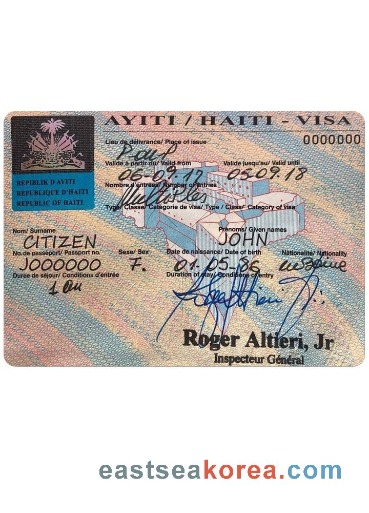 AYITI / HAITI - VISA
Lieu de délivrance/ Place of issue
0000000
P-au-P
Valide à partir du/ Valid from
Valide jusqu'au/ Valid until
06-09.17
05.09.18
REPIBLIK D'AYITI
Nombre d'entrées/ Number of entries
REPUBLIQUE D'HAITI
Multiples
REPUBLIC OF HAITI
Type/ Classe/ Categorie de visa/ Type / Class/ Category of visa
Nom/ Surname
Prenoms/ Given names
CITIZEN
JOHN
No.de passeport/ Passport no.
Sexe/ Sex
Date de naissance/ Date of birth
Nationalité/ Nationality
J000000
F.
01.05.86
Durée de séjour/ Conditions d'entrée
Duration of stay/ Conditions of entry
1 an
Roger Altieri, Jr
Inspecteur Général
eastseakorea.com